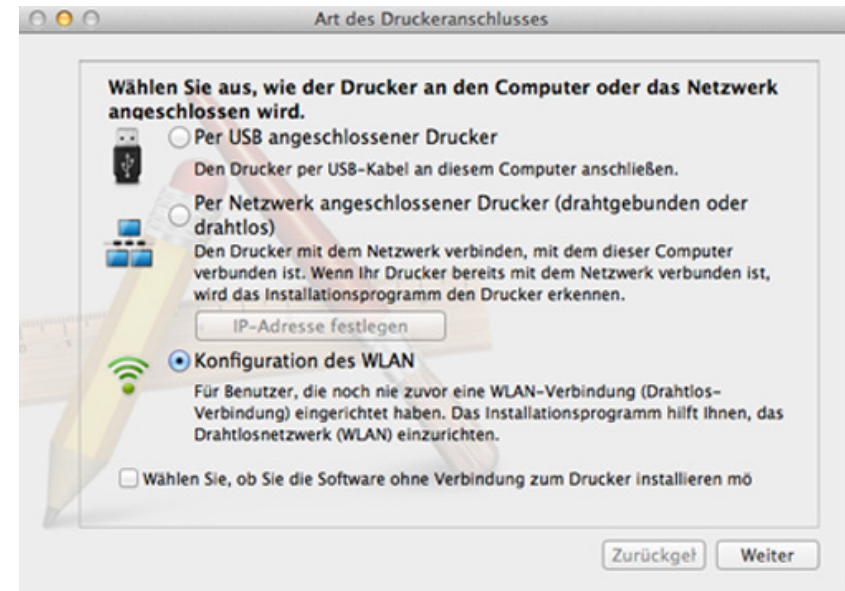 Art des Druckeranschlusses
Wählen Sie aus, wie der Drucker an den Computer oder das Netzwerk
angeschlossen wird.
Per USB angeschlossener Drucker
Den Drucker per USB-Kabel an diesem Computer anschließen.
Per Netzwerk angeschlossener Drucker (drahtgebunden oder
drahtlos)
Den Drucker mit dem Netzwerk verbinden, mit dem dieser Computer
verbunden ist. Wenn Ihr Drucker bereits mit dem Netzwerk verbunden ist,
wird das Installationsprogramm den Drucker erkennen.
IP-Adresse festlegen
Konfiguration des WLAN
Für Benutzer, die noch nie zuvor eine WLAN-Verbindung (Drahtlos-
Verbindung) eingerichtet haben. Das Installationsprogramm hilft Ihnen, das
Drahtlosnetzwerk (WLAN) einzurichten.
Wählen Sie, ob Sie die Software ohne Verbindung zum Drucker installieren mö
Zurückgeh Weiter